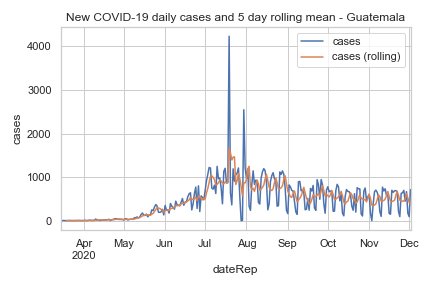 New COVID-19 daily cases and 5 day rolling mean - Guatemala
cases
cases (rolling)
4000
3000
2000
1000
0
cases
Apr May Jun Jul Aug Sep Oct Nov Dec
2020
dateRep